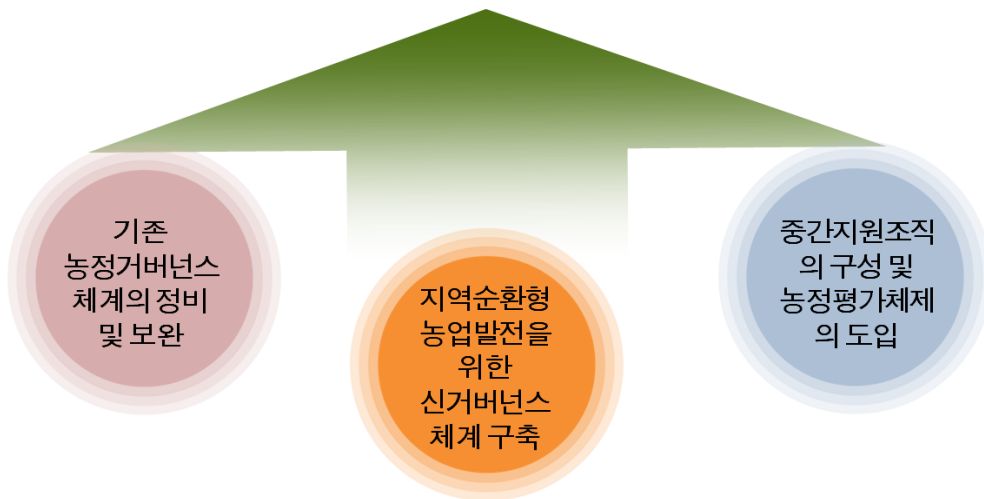 기존
농정거버넌스
체계의 정비
및 보완
지역순환형
농업발전을
위한
신거버넌스
체계 구축
중간지원조직
의 구성 및
농정평가체제
의 도입